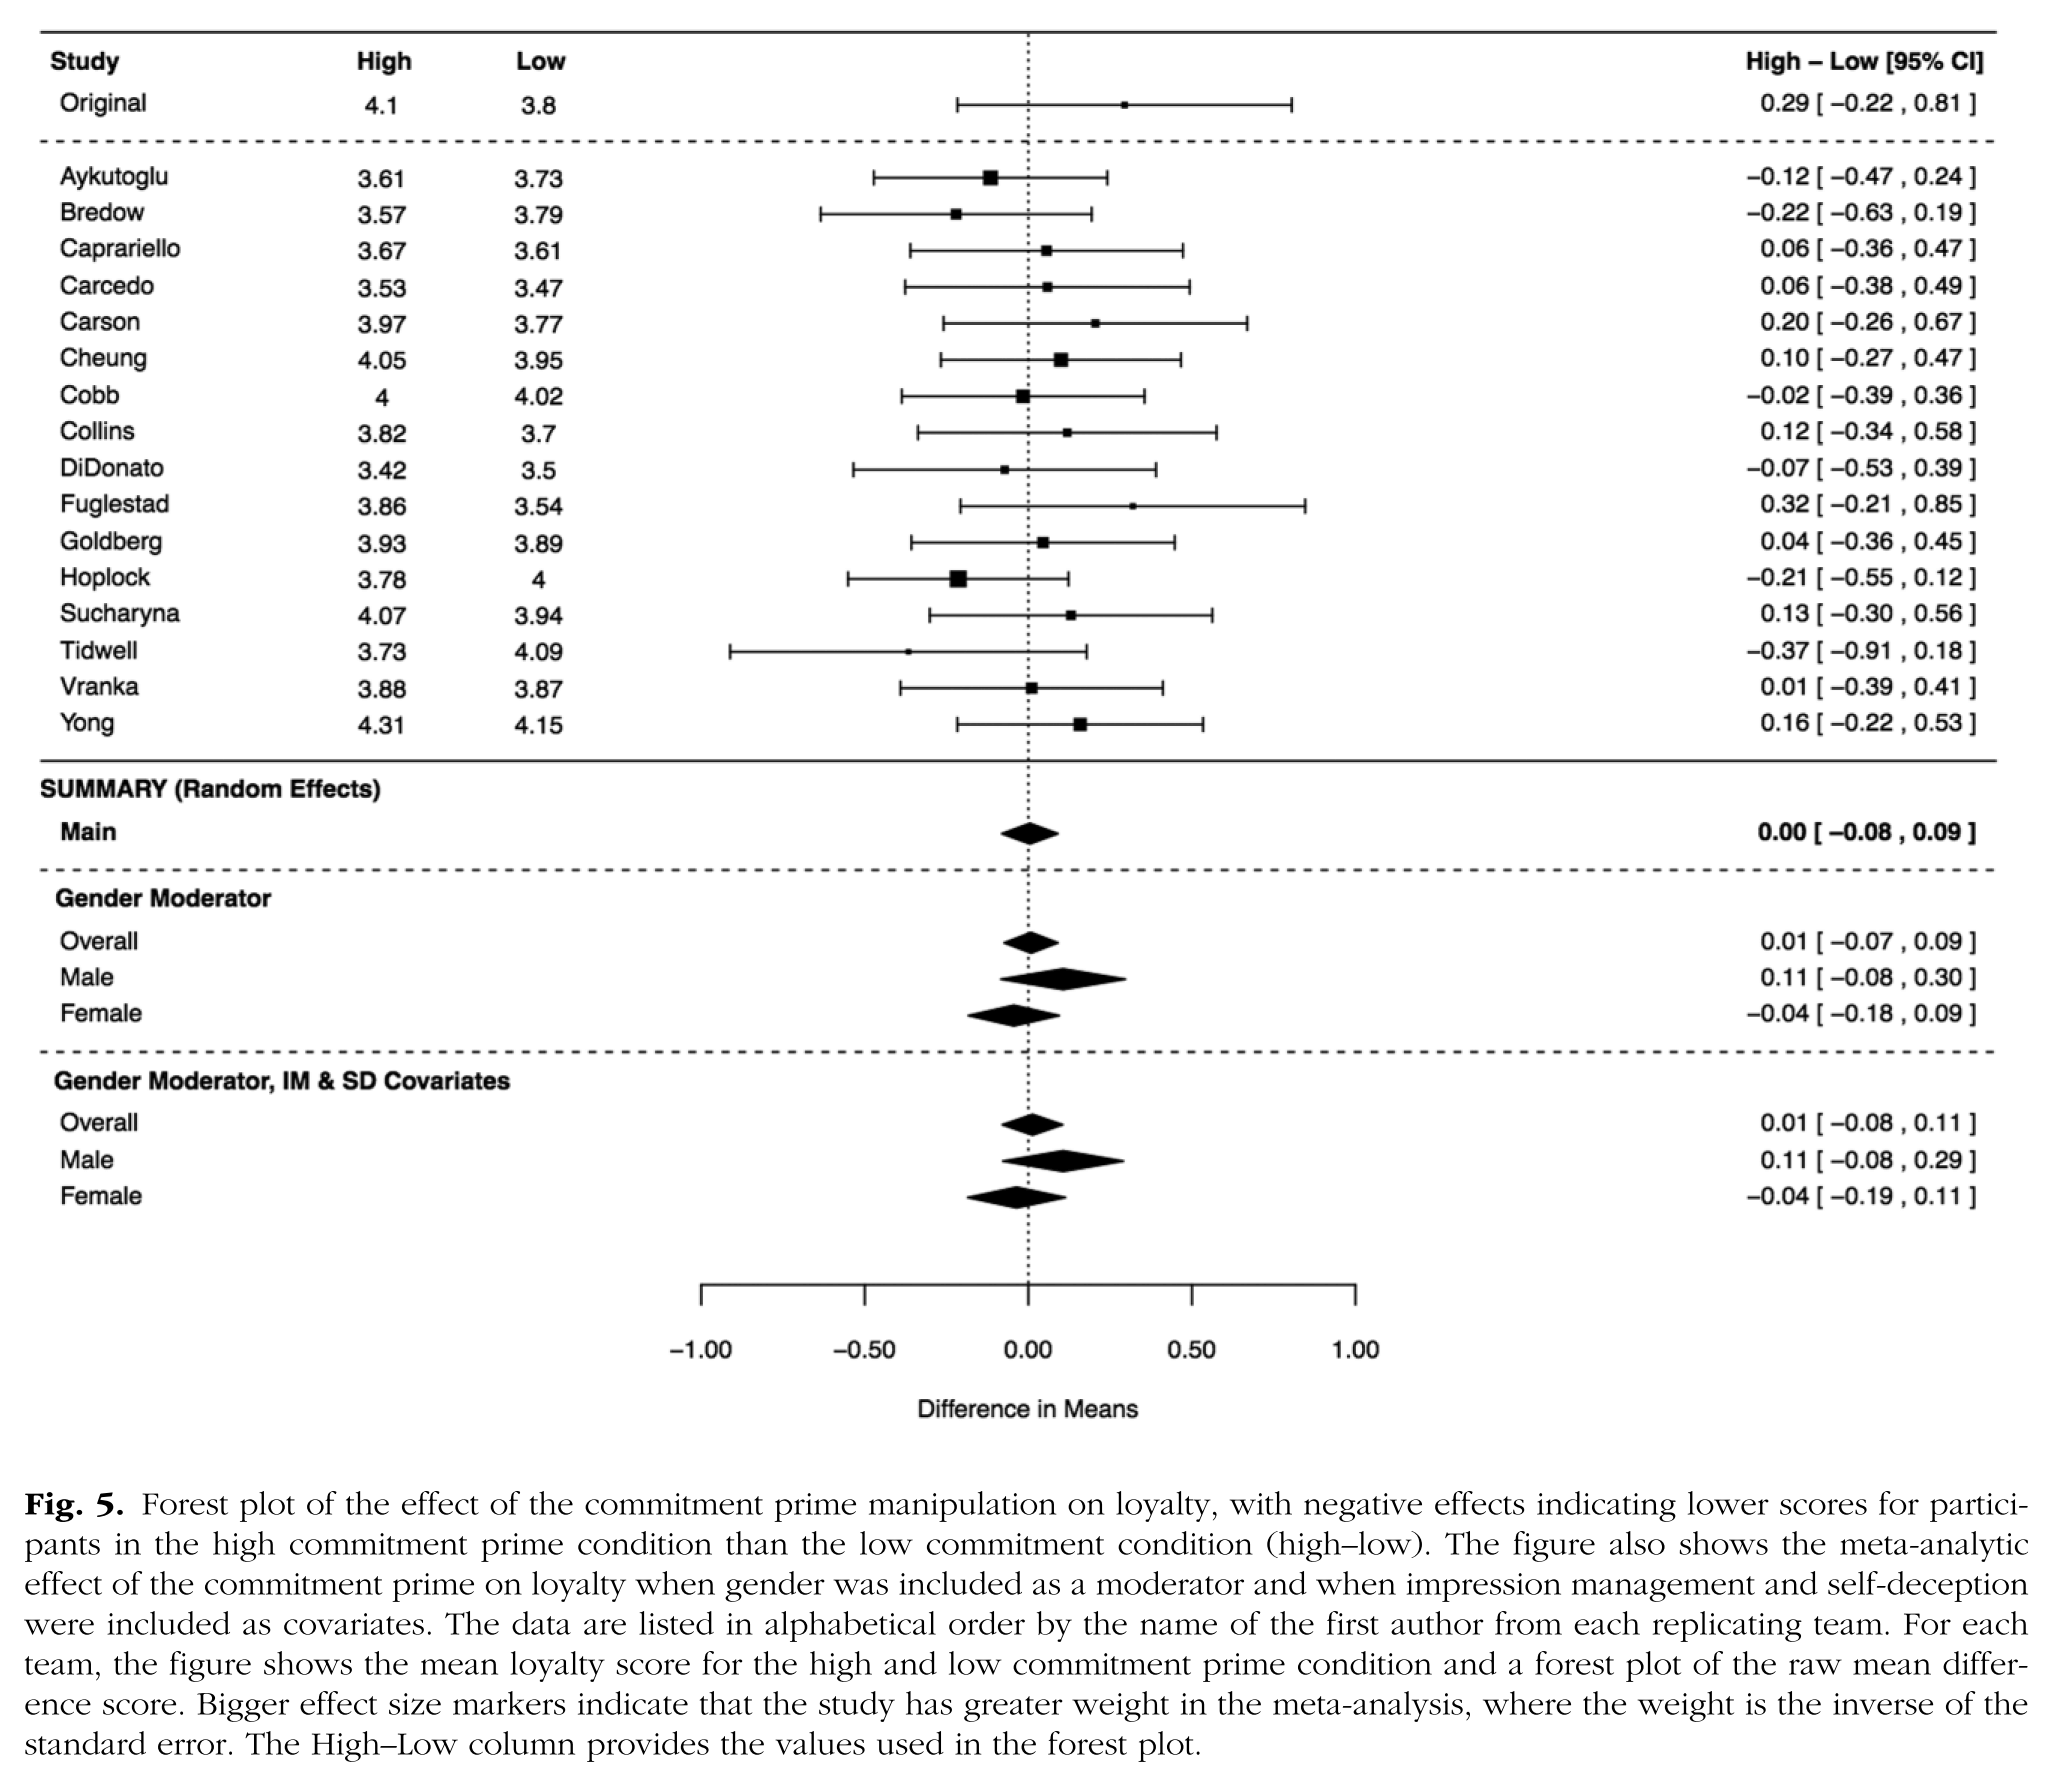 Study High Low High – Low [95% CI]
Original 4.1 3.8 0.29 [ −0.22 , 0.81 ]
Aykutoglu 3.61 3.73 −0.12 [ −0.47 , 0.24 ]
Bredow 3.57 3.79 −0.22 [ −0.63 , 0.19 ]
Caprariello 3.67 3.61 0.06 [ −0.36 , 0.47 ]
Carcedo 3.53 3.47 0.06 [ −0.38 , 0.49 ]
Carson 3.97 3.77 0.20 [ −0.26 , 0.67 ]
Cheung 4.05 3.95 0.10 [ −0.27 , 0.47 ]
Cobb 4 4.02 −0.02 [ −0.39 , 0.36 ]
Collins 3.82 3.7 0.12 [ −0.34 , 0.58 ]
DiDonato 3.42 3.5 −0.07 [ −0.53 , 0.39 ]
Fuglestad 3.86 3.54 0.32 [ −0.21 , 0.85 ]
Goldberg 3.93 3.89 0.04 [ −0.36 , 0.45 ]
Hoplock 3.78 4 −0.21 [ −0.55 , 0.12 ]
Sucharyna 4.07 3.94 0.13 [ −0.30 , 0.56 ]
Tidwell 3.73 4.09 −0.37 [ −0.91 , 0.18 ]
Vranka 3.88 3.87 0.01 [ −0.39 , 0.41 ]
Yong 4.31 4.15 0.16 [ −0.22 , 0.53 ]
SUMMARY (Random Effects)
Main 0.00 [ −0.08 , 0.09 ]
Gender Moderator
Overall 0.01 [ −0.07 , 0.09 ]
Male 0.11 [ −0.08 , 0.30 ]
Female −0.04 [ −0.18 , 0.09 ]
Gender Moderator, IM & SD Covariates
Overall 0.01 [ −0.08 , 0.11 ]
Male 0.11 [ −0.08 , 0.29 ]
Female −0.04 [ −0.19 , 0.11 ]
−1.00 −0.50 0.00 0.50 1.00
Difference in Means
Fig. 5. Forest plot of the effect of the commitment prime manipulation on loyalty, with negative effects indicating lower scores for partici-
pants in the high commitment prime condition than the low commitment condition (high–low). The figure also shows the meta-analytic
effect of the commitment prime on loyalty when gender was included as a moderator and when impression management and self-deception
were included as covariates. The data are listed in alphabetical order by the name of the first author from each replicating team. For each
team, the figure shows the mean loyalty score for the high and low commitment prime condition and a forest plot of the raw mean differ-
ence score. Bigger effect size markers indicate that the study has greater weight in the meta-analysis, where the weight is the inverse of the
standard error. The High–Low column provides the values used in the forest plot.